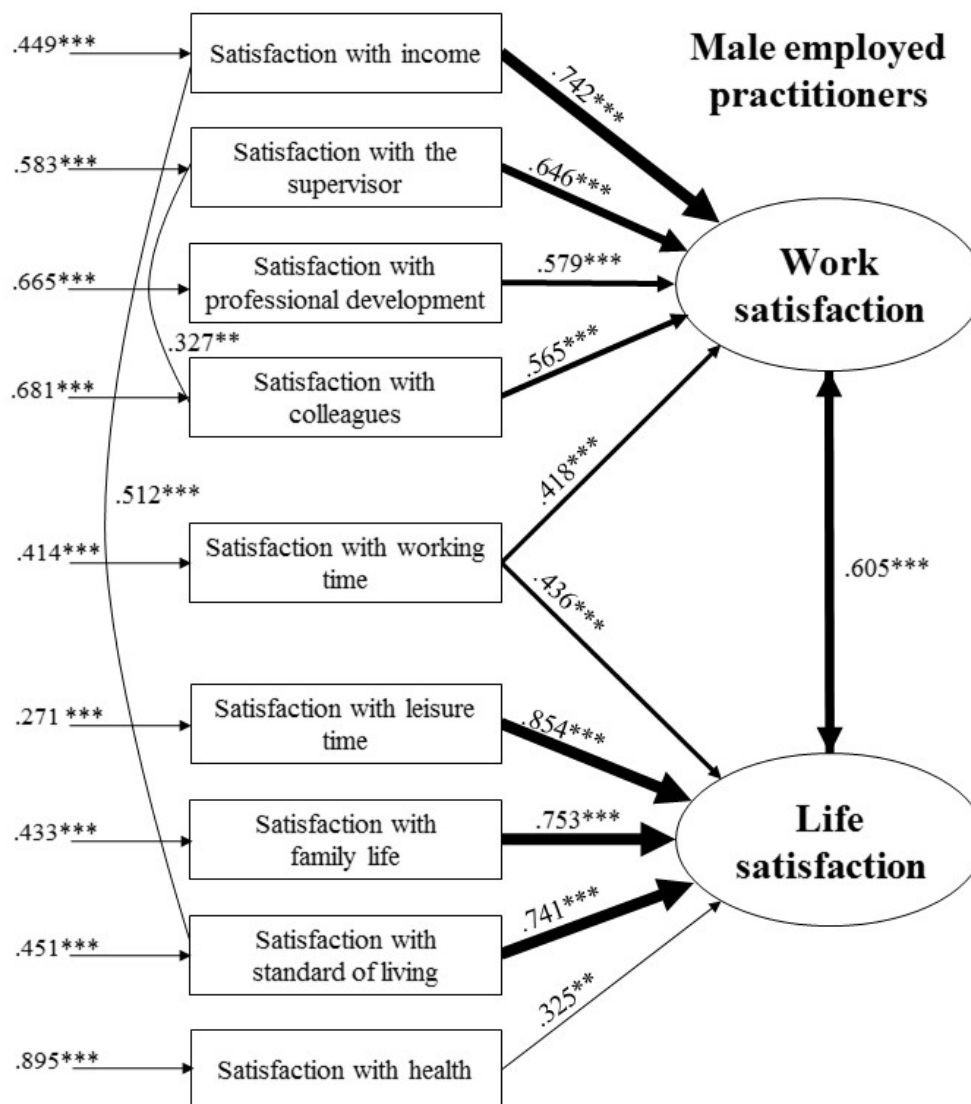 Male employed
practitioners
.449***
Satisfaction with income
.742***
.583***
Satisfaction with the
supervisor
.646***
.665***
Satisfaction with
professional development
.579***
.327**
.681***
Satisfaction with
colleagues
.565***
Work
satisfaction
.512***
.414***
Satisfaction with working
time
.418***
.436***
.605***
.271 ***
Satisfaction with leisure
time
.854***
.433***
Satisfaction with
family life
.753***
.451***
Satisfaction with
standard of living
.741***
Life
satisfaction
.895***
Satisfaction with health
.325**